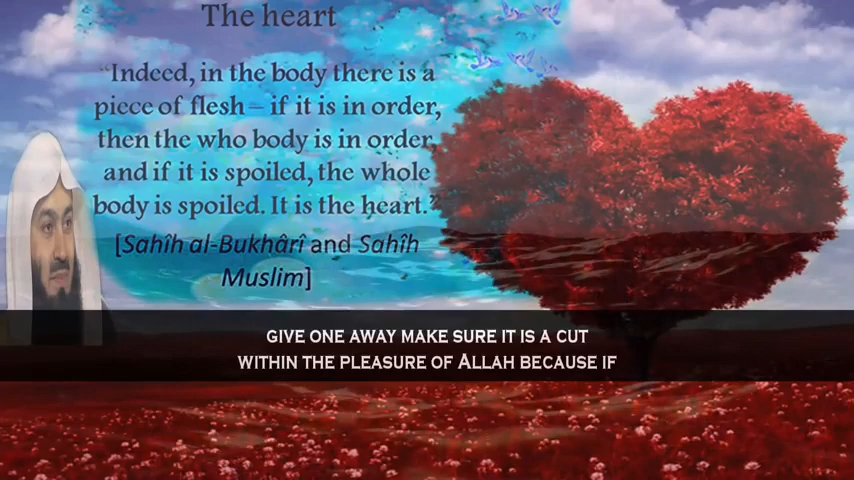 The heart
"Indeed, in the body there is a
piece of flesh – if it is in order,
then the who body is in order,
and if it is spoiled, the whole
body is spoiled. It is the heart."
[Sahîh al-Bukhârî and Sahîh
Muslim]
GIVE ONE AWAY MAKE SURE IT IS A CUT
WITHIN THE PLEASURE OF ALLAH BECAUSE IF